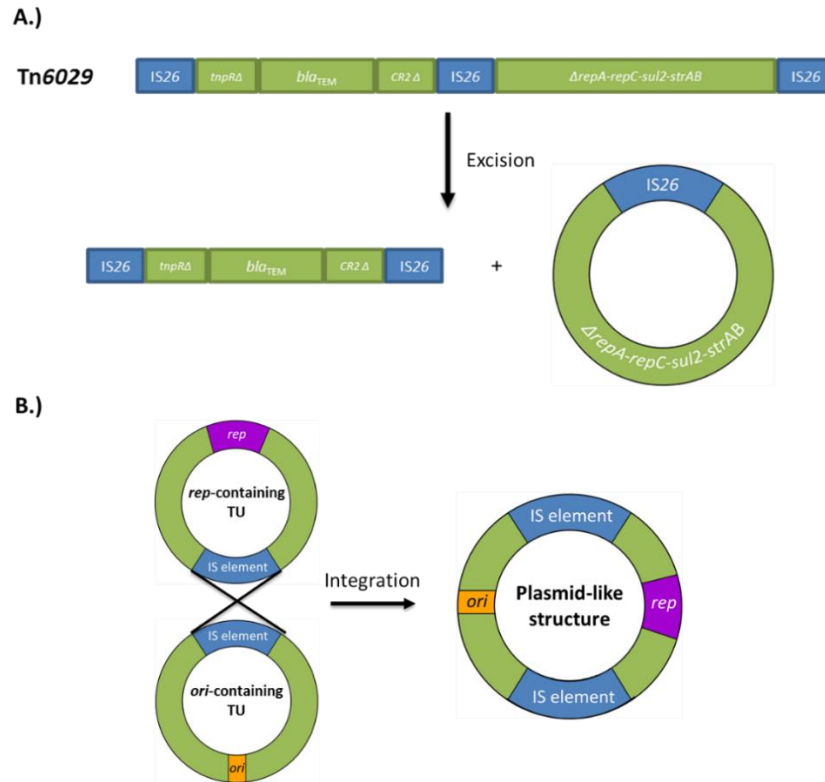 A.)
Tn6029
IS26 tnpRΔ blaTEM CR2 Δ IS26 ΔrepA-repC-sul2-strAB IS26
Excision
IS26
IS26 tnpRΔ blaTEM CR2 Δ IS26
+
ΔrepA-repC-sul2-strAB
B.)
rep
rep-containing
TU
IS element
Integration
IS element
ori-containing
TU
ori
IS element
ori
Plasmid-like
structure
rep
IS element